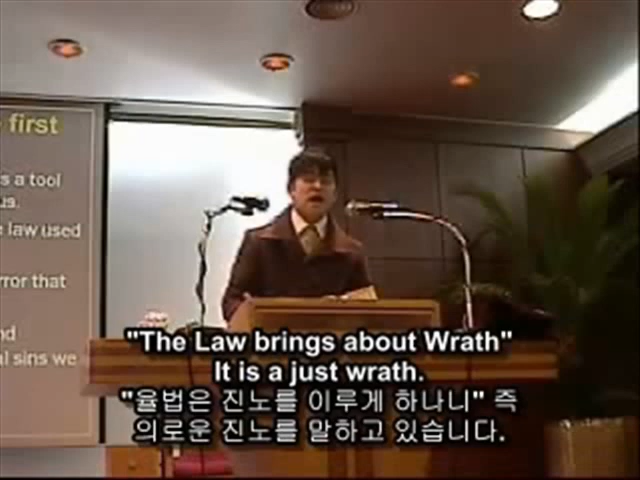 first
s a tool
us.
law used
rror that
nd
al sins we
"The Law brings about Wrath"
It is a just wrath.
"율법은 진노를 이루게 하나니" 즉
의로운 진노를 말하고 있습니다.